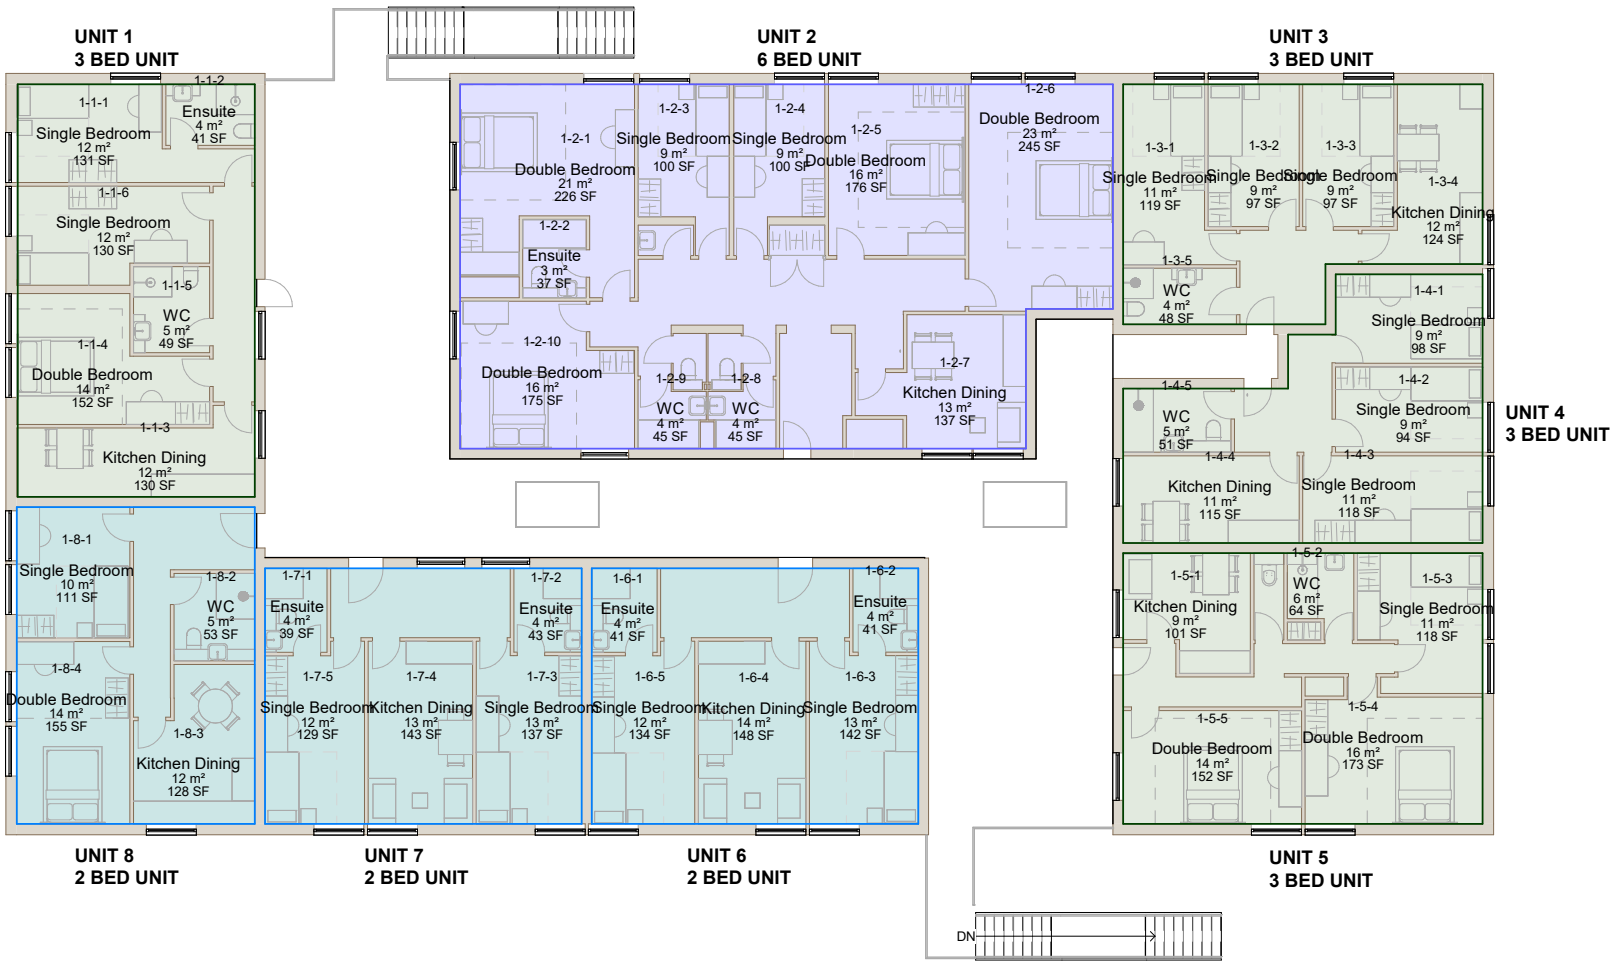 UNIT 1
3 BED UNIT
UNIT 2
6 BED UNIT
UNIT 3
3 BED UNIT
1-1-1
Single Bedroom
12 m²
131 SF
1-1-2
Ensuite
4 m²
41 SF
1-1-6
Single Bedroom
12 m²
130 SF
1-1-5
WC
5 m²
49 SF
1-1-4
Double Bedroom
14 m²
152 SF
1-1-3
Kitchen Dining
12 m²
130 SF
1-2-1
Double Bedroom
21 m²
226 SF
1-2-2
Ensuite
3 m²
37 SF
1-2-3
Single Bedroom
9 m²
100 SF
1-2-4
Single Bedroom
9 m²
100 SF
1-2-5
Double Bedroom
16 m²
176 SF
1-2-6
Double Bedroom
23 m²
245 SF
1-2-10
Double Bedroom
16 m²
175 SF
1-2-9
WC
4 m²
45 SF
1-2-8
WC
4 m²
45 SF
1-2-7
Kitchen Dining
13 m²
137 SF
1-3-1
Single Bedroom
11 m²
119 SF
1-3-2
Single Bedroom
9 m²
97 SF
1-3-3
Single Bedroom
9 m²
97 SF
1-3-4
Kitchen Dining
12 m²
124 SF
1-3-5
WC
4 m²
48 SF
1-4-1
Single Bedroom
9 m²
98 SF
1-4-2
Single Bedroom
9 m²
94 SF
1-4-5
WC
5 m²
51 SF
1-4-4
Kitchen Dining
11 m²
115 SF
1-4-3
Single Bedroom
11 m²
118 SF
UNIT 4
3 BED UNIT
1-8-1
Single Bedroom
10 m²
111 SF
1-8-2
WC
5 m²
53 SF
1-8-4
Double Bedroom
14 m²
155 SF
1-8-3
Kitchen Dining
12 m²
128 SF
1-7-1
Ensuite
4 m²
39 SF
1-7-2
Ensuite
4 m²
43 SF
1-7-5
Single Bedroom
12 m²
129 SF
1-7-4
Kitchen Dining
13 m²
143 SF
1-7-3
Single Bedroom
13 m²
137 SF
1-6-1
Ensuite
4 m²
41 SF
1-6-2
Ensuite
4 m²
41 SF
1-6-5
Single Bedroom
12 m²
134 SF
1-6-4
Kitchen Dining
14 m²
148 SF
1-6-3
Single Bedroom
13 m²
142 SF
1-5-1
Kitchen Dining
9 m²
101 SF
1-5-2
WC
6 m²
64 SF
1-5-3
Single Bedroom
11 m²
118 SF
1-5-5
Double Bedroom
14 m²
152 SF
1-5-4
Double Bedroom
16 m²
173 SF
UNIT 8
2 BED UNIT
UNIT 7
2 BED UNIT
UNIT 6
2 BED UNIT
UNIT 5
3 BED UNIT
DN